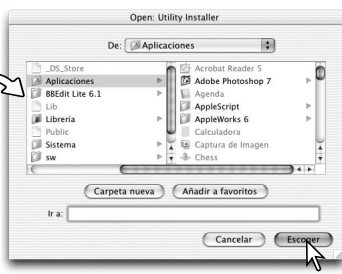 Open: Utility Installer
De: Aplicaciones
_DS_Store
Aplicaciones
BBEdit Lite 6.1
Lib
Librería
Public
Sistema
sw
Acrobat Reader 5
Adobe Photoshop 7
Agenda
AppleScript
AppleWorks 6
Calculadora
Captura de Imagen
Chess
Carpeta nueva
Añadir a favoritos
Ir a:
Cancelar
Escoger